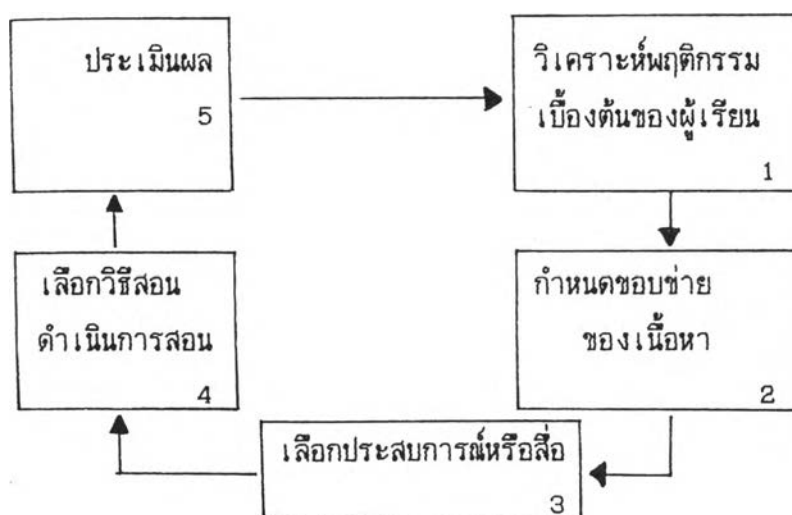 ประเมินผล
5
วิเคราะห์พฤติกรรม
เบื้องต้นของผู้เรียน
1
เลือกวิธีสอน
ดำเนินการสอน
4
กำหนดขอบข่าย
ของเนื้อหา
2
เลือกประสบการณ์หรือสื่อ
3